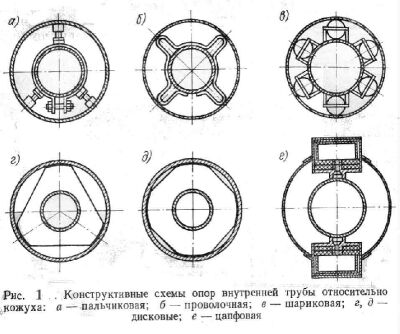 а)
б)
в)
г)
д)
е)
Рис. 1 . Конструктивные схемы опор внутренней трубы относительно
кожуха: а — пальчиковая; б — проволочная; в — шариковая; г, д —
дисковые; е — цапфовая